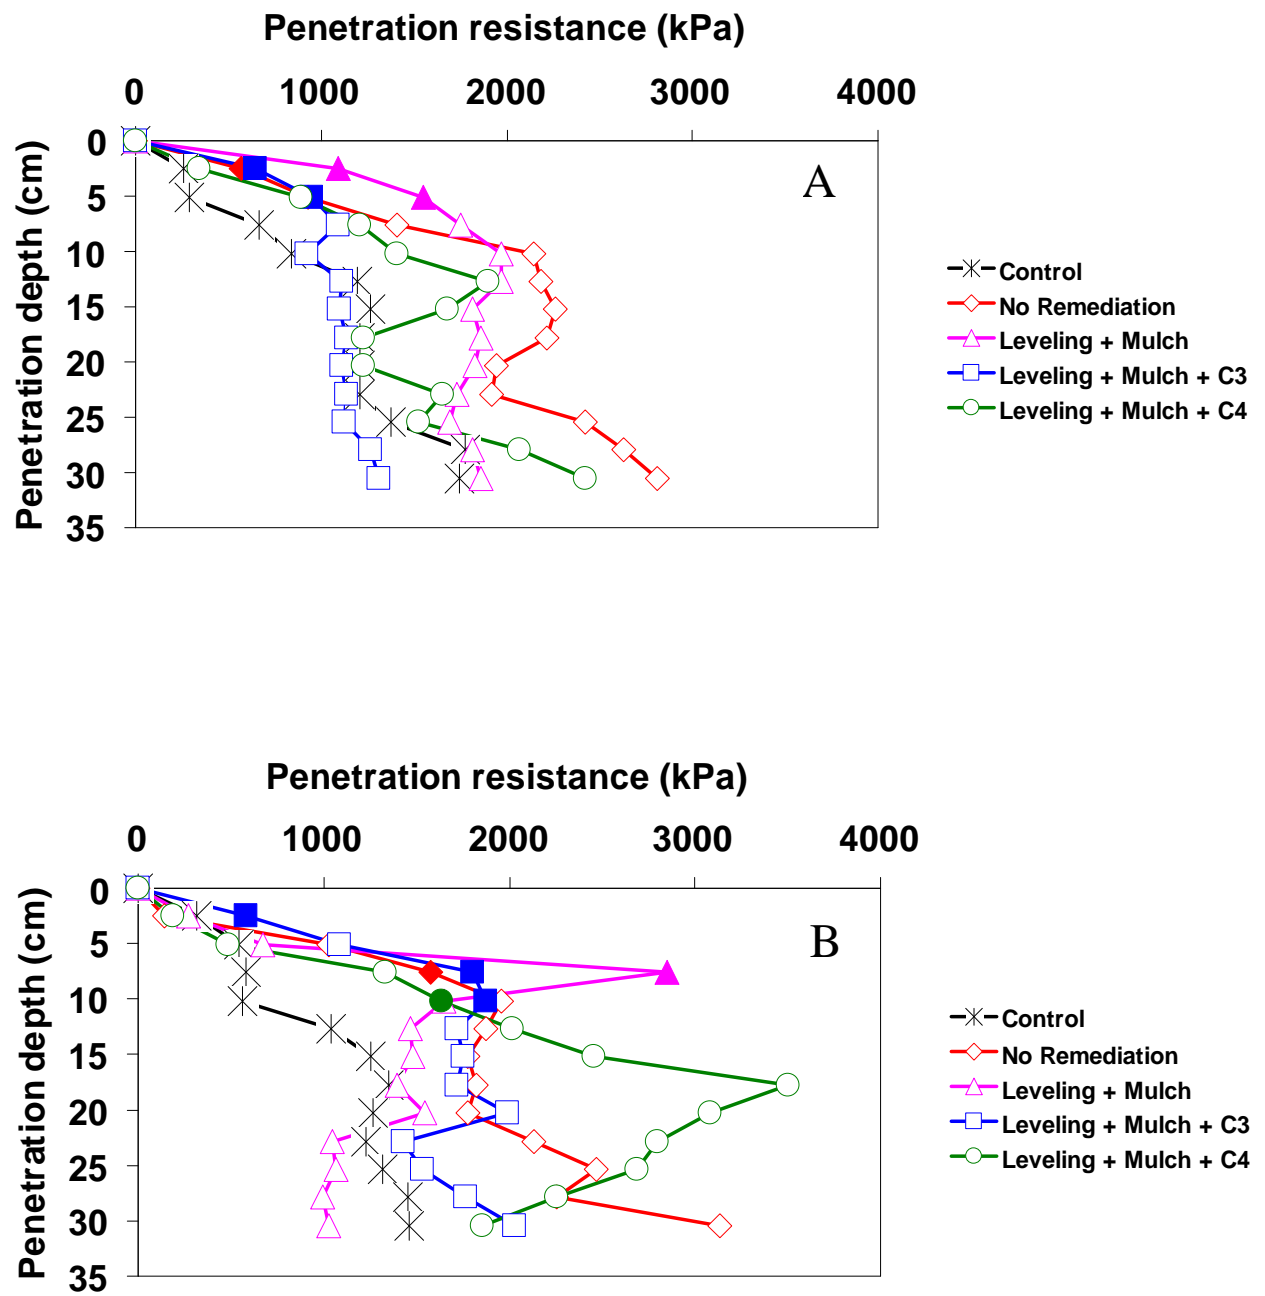 Penetration resistance (kPa)
0 1000 2000 3000 4000
Penetration depth (cm)
0
5
10
15
20
25
30
35
A
Control
No Remediation
Leveling + Mulch
Leveling + Mulch + C3
Leveling + Mulch + C4
Penetration resistance (kPa)
0 1000 2000 3000 4000
Penetration depth (cm)
0
5
10
15
20
25
30
35
B
Control
No Remediation
Leveling + Mulch
Leveling + Mulch + C3
Leveling + Mulch + C4